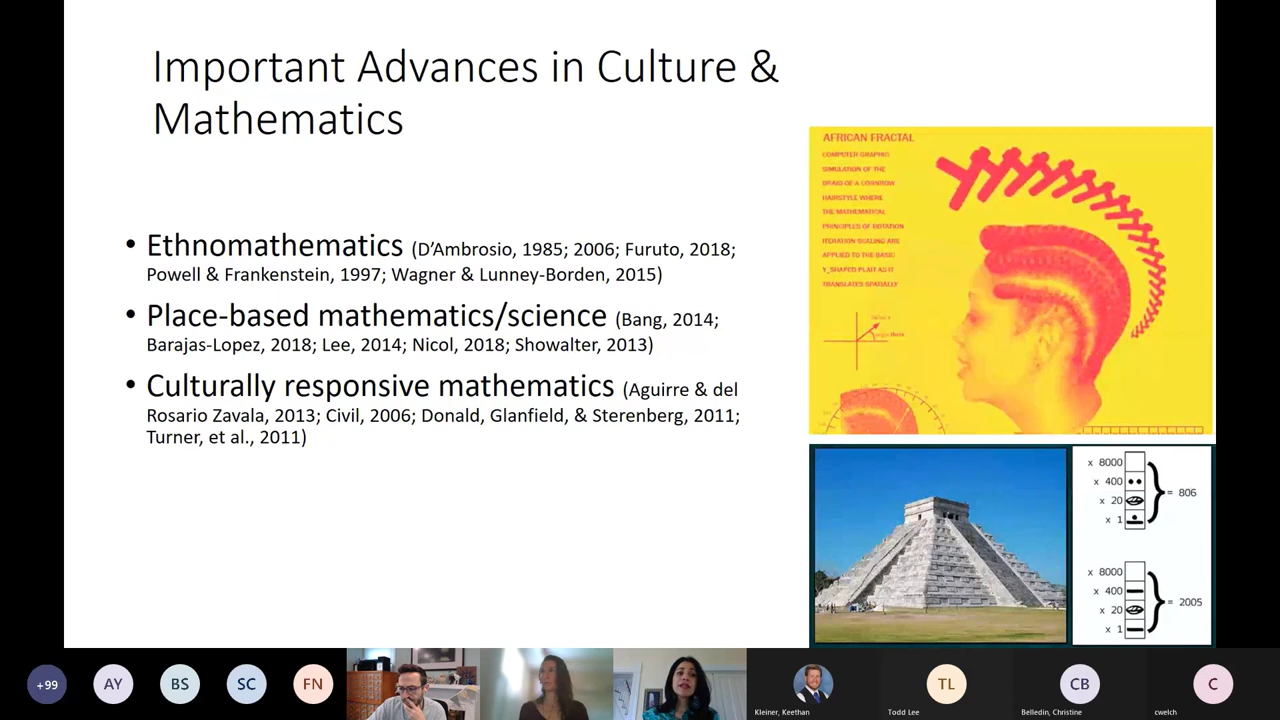 Important Advances in Culture &
Mathematics
• Ethnomathematics (D’Ambrosio, 1985; 2006; Furuto, 2018;
Powell & Frankenstein, 1997; Wagner & Lunney-Borden, 2015)
• Place-based mathematics/science (Bang, 2014;
Barajas-Lopez, 2018; Lee, 2014; Nicol, 2018; Showalter, 2013)
• Culturally responsive mathematics (Aguirre & del
Rosario Zavala, 2013; Civil, 2006; Donald, Glanfield, & Sterenberg, 2011;
Turner, et al., 2011)
AFRICAN FRACTAL
COMPUTER GRAPHIC
SIMULATION OF THE
BRAID OF A CORNROW
HAIRSTYLE WHERE
THE MATHEMATICAL
PRINCIPLES OF ROTATION
ITERATION SCALING ARE
APPLIED TO THE BASIC
Y_SHAPED PLAIT AS IT
TRANSLATES SPATIALLY
x 8000
x 400
x 20
x 1
= 806
x 8000
x 400
x 20
x 1
= 2005
+99
AY
BS
SC
FN
Kleiner, Keethan
TL
Todd Lee
CB
Belledin, Christine
C
cwelch